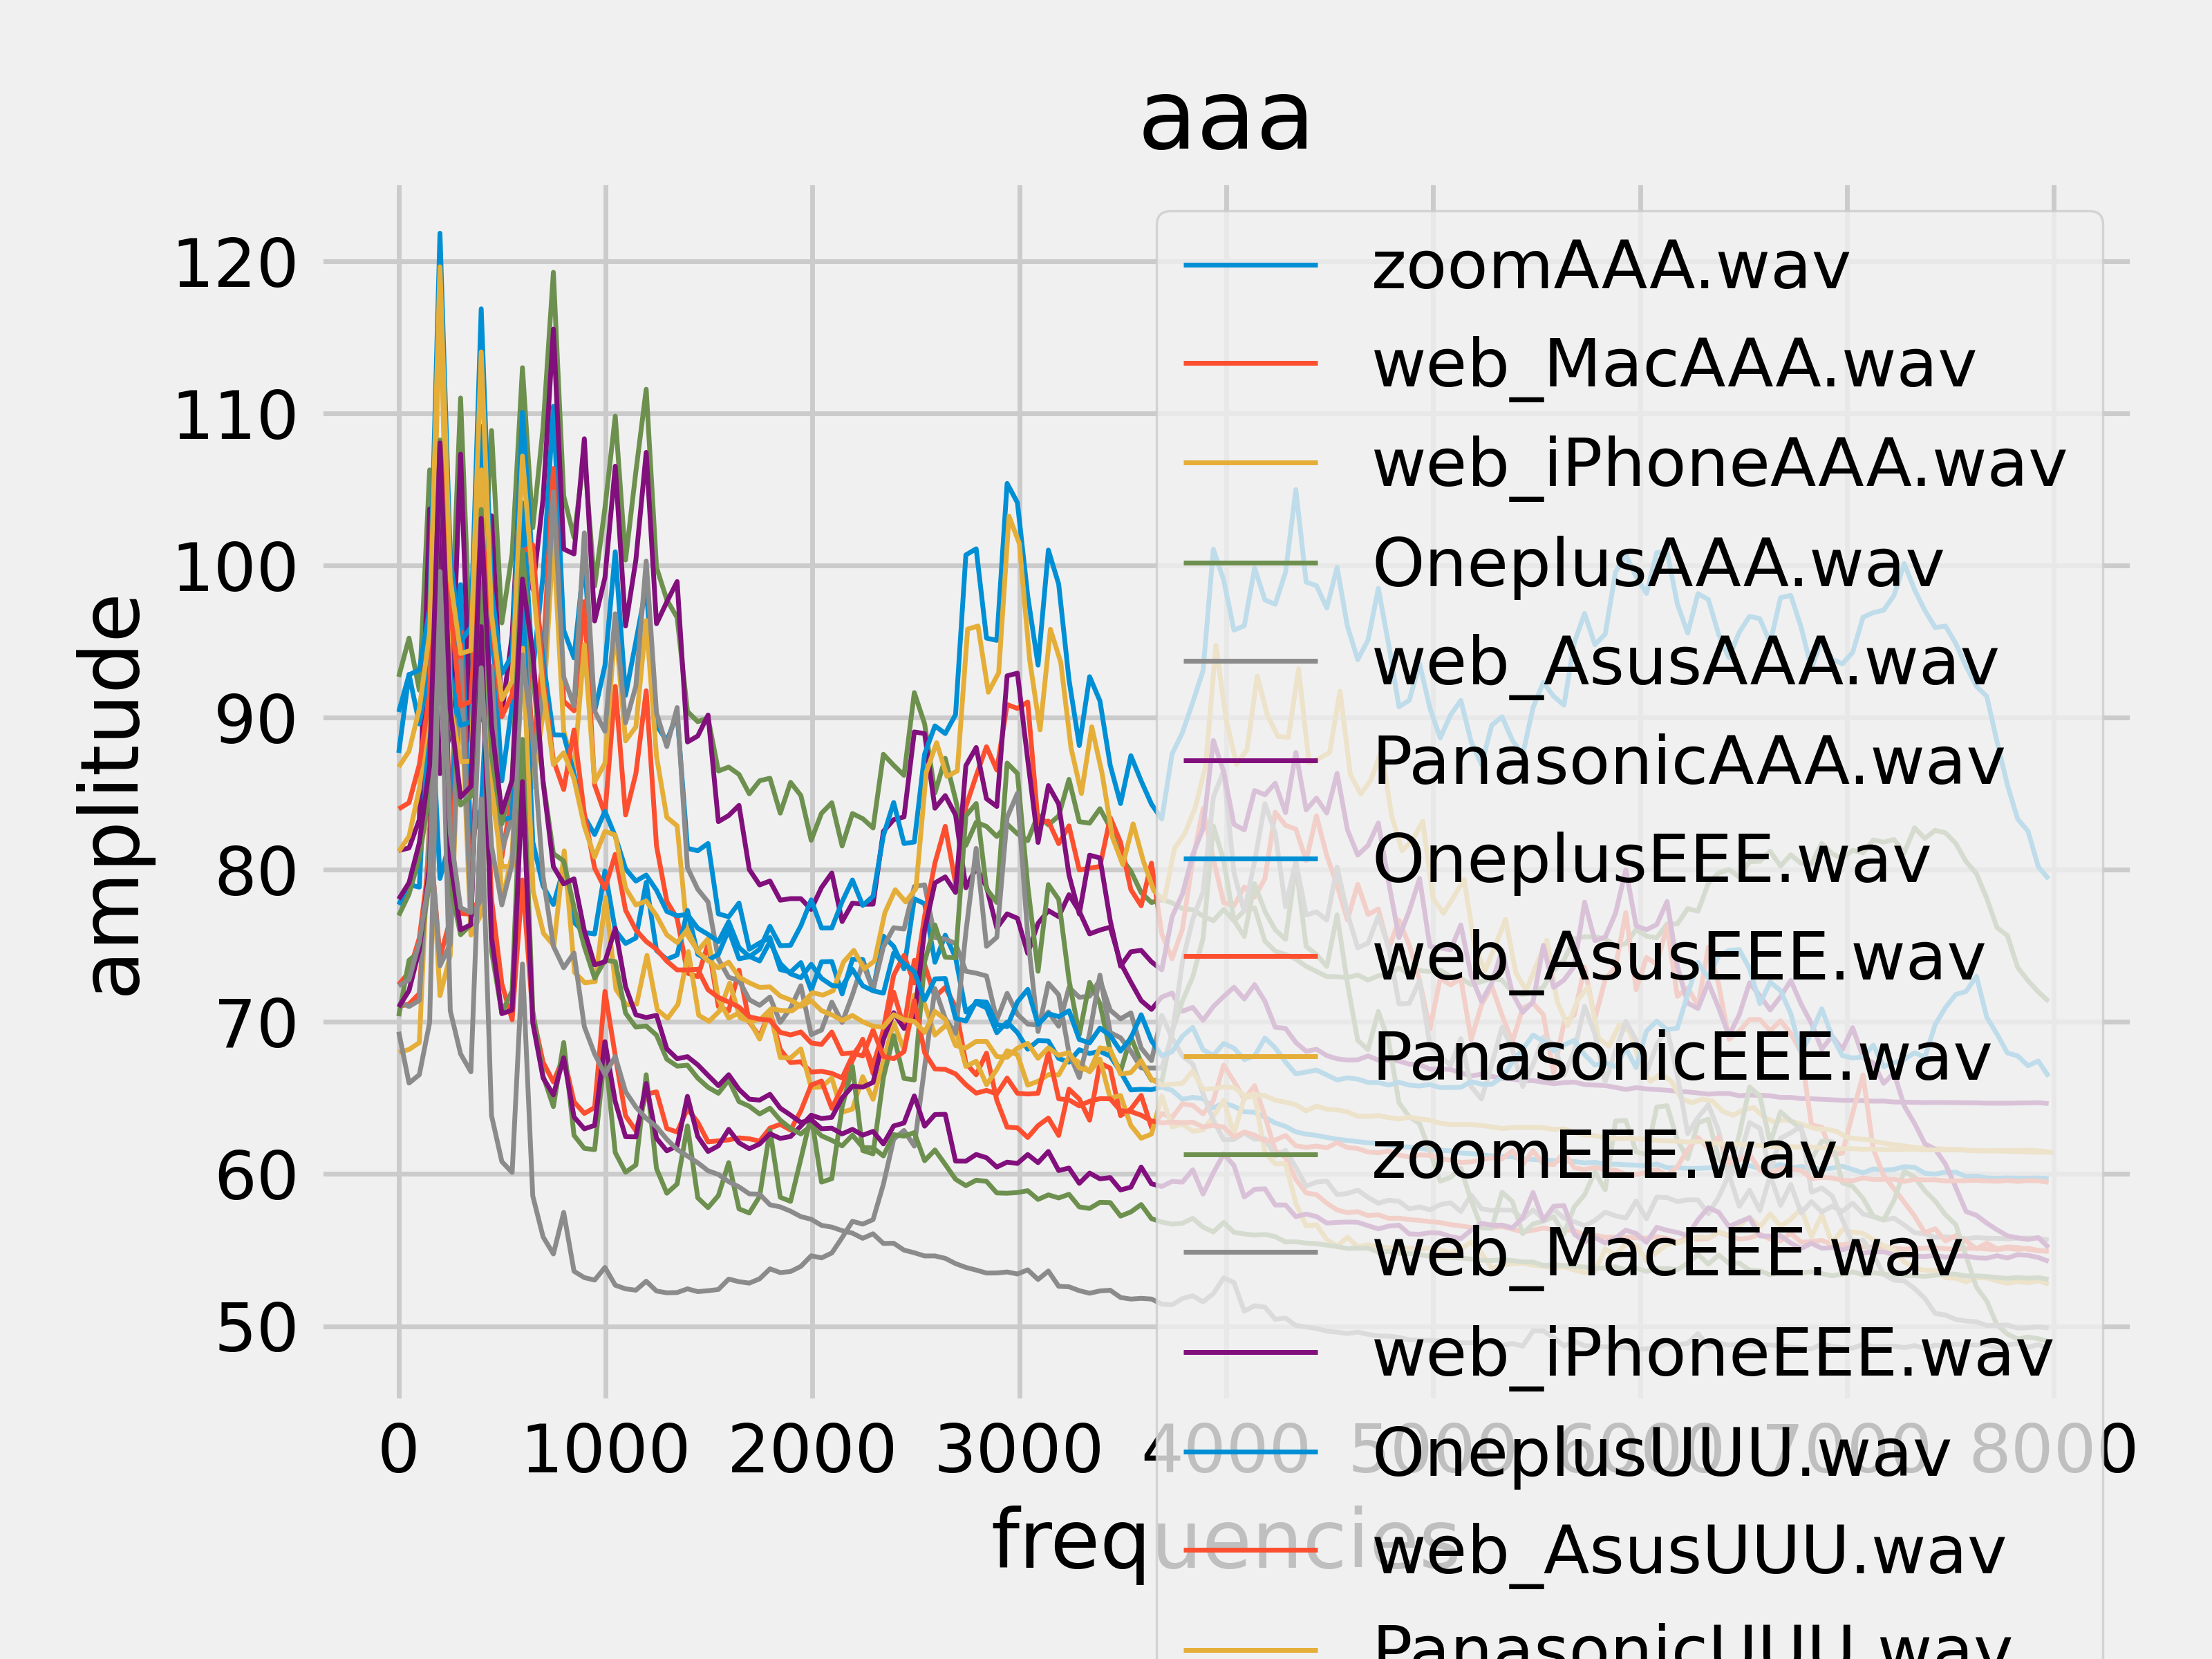 aaa
120
110
100
90
80
70
60
50
amplitude
0 1000 2000 3000 4000 5000 6000 7000 8000
frequencies
zoomAAA.wav
web_MacAAA.wav
web_iPhoneAAA.wav
OneplusAAA.wav
web_AsusAAA.wav
PanasonicAAA.wav
OneplusEEE.wav
web_AsusEEE.wav
PanasonicEEE.wav
zoomEEE.wav
web_MacEEE.wav
web_iPhoneEEE.wav
OneplusUUU.wav
web_AsusUUU.wav
PanasonicUUU.wav